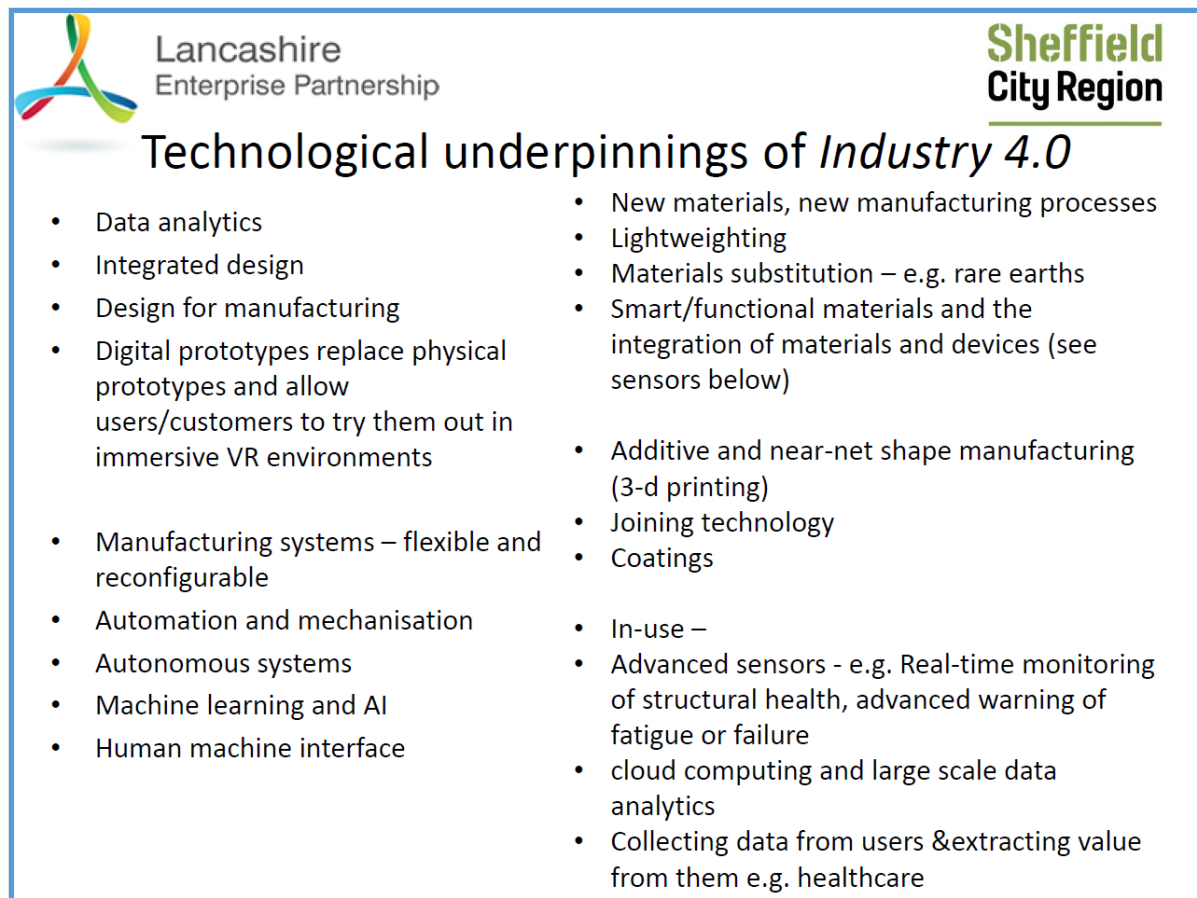 Lancashire
Enterprise Partnership
Sheffield
City Region
Technological underpinnings of Industry 4.0
• Data analytics
• Integrated design
• Design for manufacturing
• Digital prototypes replace physical
prototypes and allow
users/customers to try them out in
immersive VR environments
• Manufacturing systems – flexible and
reconfigurable
• Automation and mechanisation
• Autonomous systems
• Machine learning and AI
• Human machine interface
• New materials, new manufacturing processes
• Lightweighting
• Materials substitution – e.g. rare earths
• Smart/functional materials and the
integration of materials and devices (see
sensors below)
• Additive and near-net shape manufacturing
(3-d printing)
• Joining technology
• Coatings
• In-use –
• Advanced sensors - e.g. Real-time monitoring
of structural health, advanced warning of
fatigue or failure
• cloud computing and large scale data
analytics
• Collecting data from users &extracting value
from them e.g. healthcare